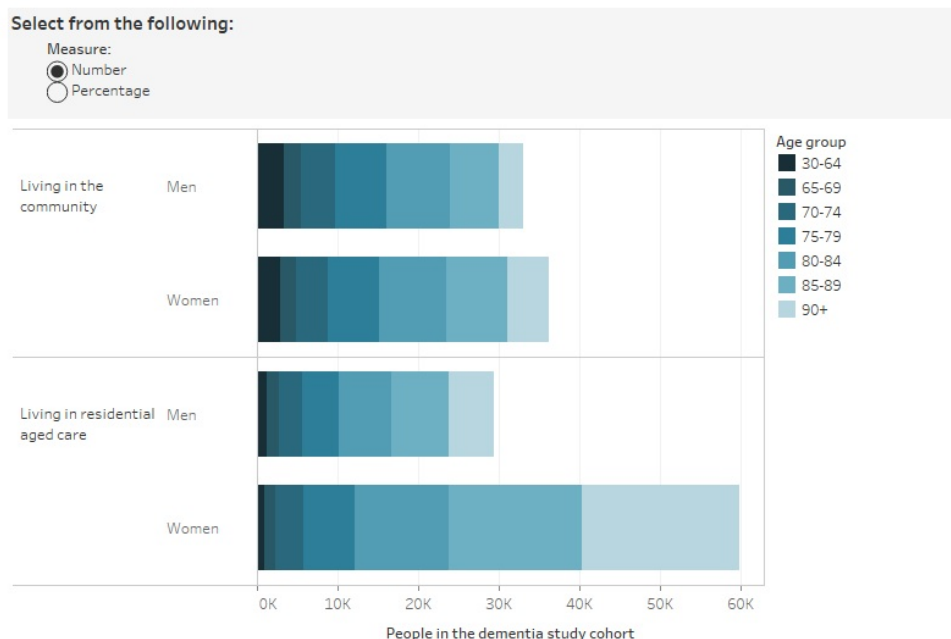 Select from the following:
Measure:
Number
Percentage
Age group
30-64
65-69
70-74
75-79
80-84
85-89
90+
Living in the
community
Men
Women
Living in residential
aged care
Men
Women
0K 10K 20K 30K 40K 50K 60K
People in the dementia study cohort